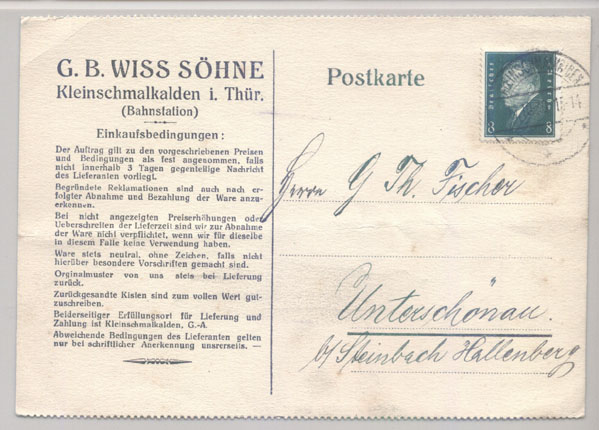 G. B. WISS SÖHNE
Kleinschmalkalden i. Thür.
(Bahnstation)
Einkaufsbedingungen:
Der Auftrag gilt zu den vorgeschriebenen Preisen
und Bedingungen als fest angenommen, falls
nicht innerhalb 3 Tagen gegenteilige Nachricht
des Lieferanten vorliegt.
Begründete Reklamationen sind auch nach er-
folgter Abnahme und Bezahlung der Ware anzu-
erkennen.
Bei nicht angezeigten Preiserhöhungen oder
Ueberschreiten der Lieferzeit sind wir zur Abnahme
der Ware nicht verpflichtet, wenn wir für dieselbe
in diesem Falle keine Verwendung haben.
Ware stets neutral, ohne Zeichen, falls nicht
hierüber besondere Vorschriften gemacht sind.
Orginalmuster von uns stets bei Lieferung
zurück.
Zurückgesandte Kisten sind zum vollen Wert gut-
zuschreiben.
Beiderseitiger Erfüllungsort für Lieferung und
Zahlung ist Kleinschmalkalden, G.-A.
Abweichende Bedingungen des Lieferanten gelten
nur bei schriftlicher Anerkennung unsrerseits. —
Postkarte
Deutsches Reich
8 8
Herrn G Th. Fischer
Unterschönau.
b/ Steinbach Hallenberg